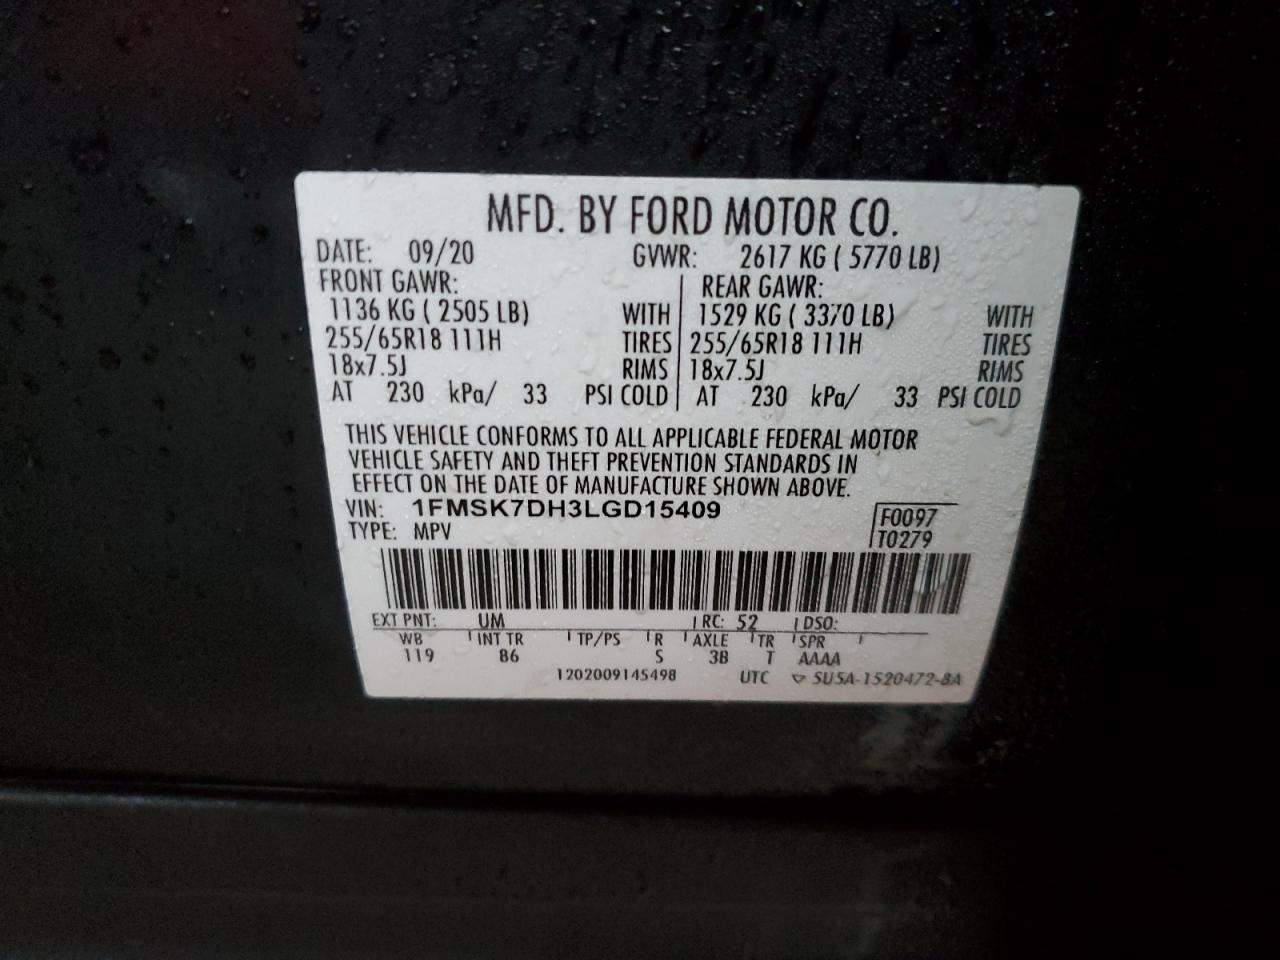 MFD. BY FORD MOTOR CO.
DATE: 09/20 GVWR: 2617 KG ( 5770 LB)
FRONT GAWR: REAR GAWR:
1136 KG ( 2505 LB) WITH 1529 KG ( 3370 LB) WITH
255/65R18 111H TIRES 255/65R18 111H TIRES
18x7.5J RIMS 18x7.5J RIMS
AT 230 kPa/ 33 PSI COLD AT 230 kPa/ 33 PSI COLD
THIS VEHICLE CONFORMS TO ALL APPLICABLE FEDERAL MOTOR
VEHICLE SAFETY AND THEFT PREVENTION STANDARDS IN
EFFECT ON THE DATE OF MANUFACTURE SHOWN ABOVE.
VIN: 1FMSK7DH3LGD15409 F0097
TYPE: MPV T0279
EXT PNT: UM RC: 52 DSO:
WB INT TR TP/PS R AXLE TR SPR
119 86 S 3B T AAAA
1202009145498 UTC ▽ SU5A-1520472-BA